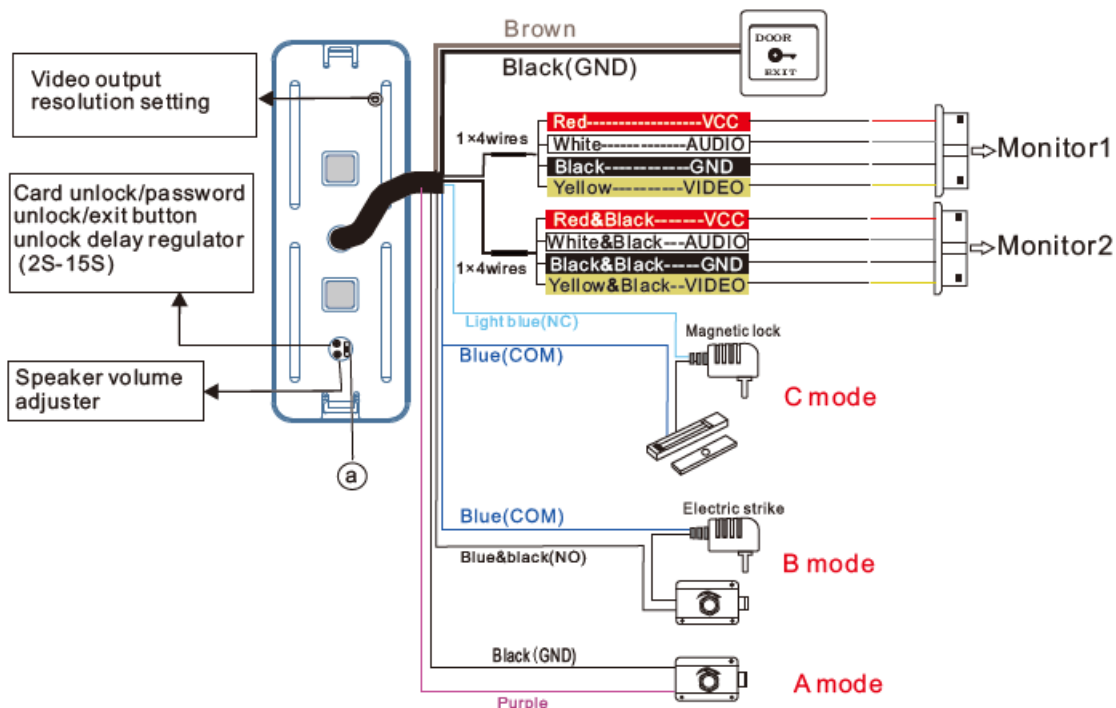 Brown
Black(GND)
DOOR
EXIT
Video output
resolution setting
1×4wires
Red-------------------VCC
White-------------AUDIO
Black-----------GND
Yellow----------VIDEO
Monitor1
Card unlock/password
unlock/exit button
unlock delay regulator
(2S-15S)
Red&Black-------VCC
White&Black---AUDIO
Black&Black-----GND
Yellow&Black--VIDEO
1×4wires
Monitor2
Light blue(NC)
Magnetic lock
Blue(COM)
C mode
Speaker volume
adjuster
a
Blue(COM)
Electric strike
Blue&black(NO)
B mode
Black(GND)
A mode
Purple